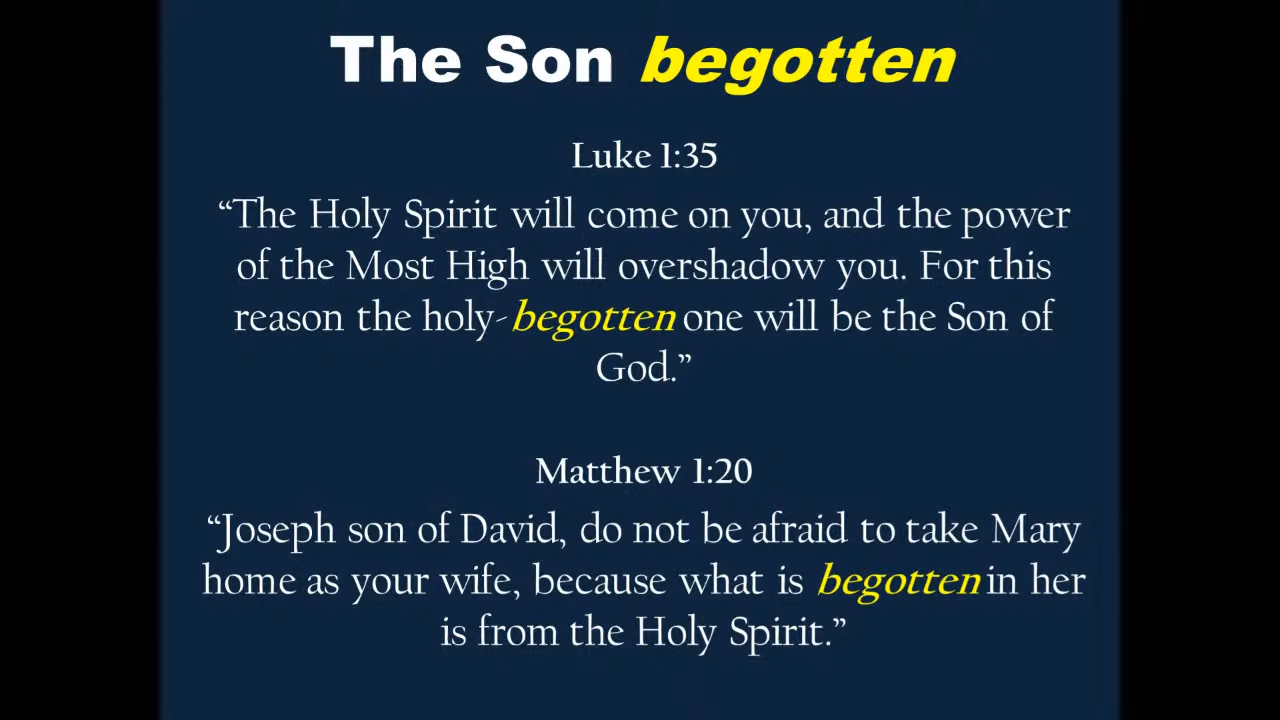 The Son begotten
Luke 1:35
“The Holy Spirit will come on you, and the power
of the Most High will overshadow you. For this
reason the holy-begotten one will be the Son of
God.”
Matthew 1:20
“Joseph son of David, do not be afraid to take Mary
home as your wife, because what is begotten in her
is from the Holy Spirit.”